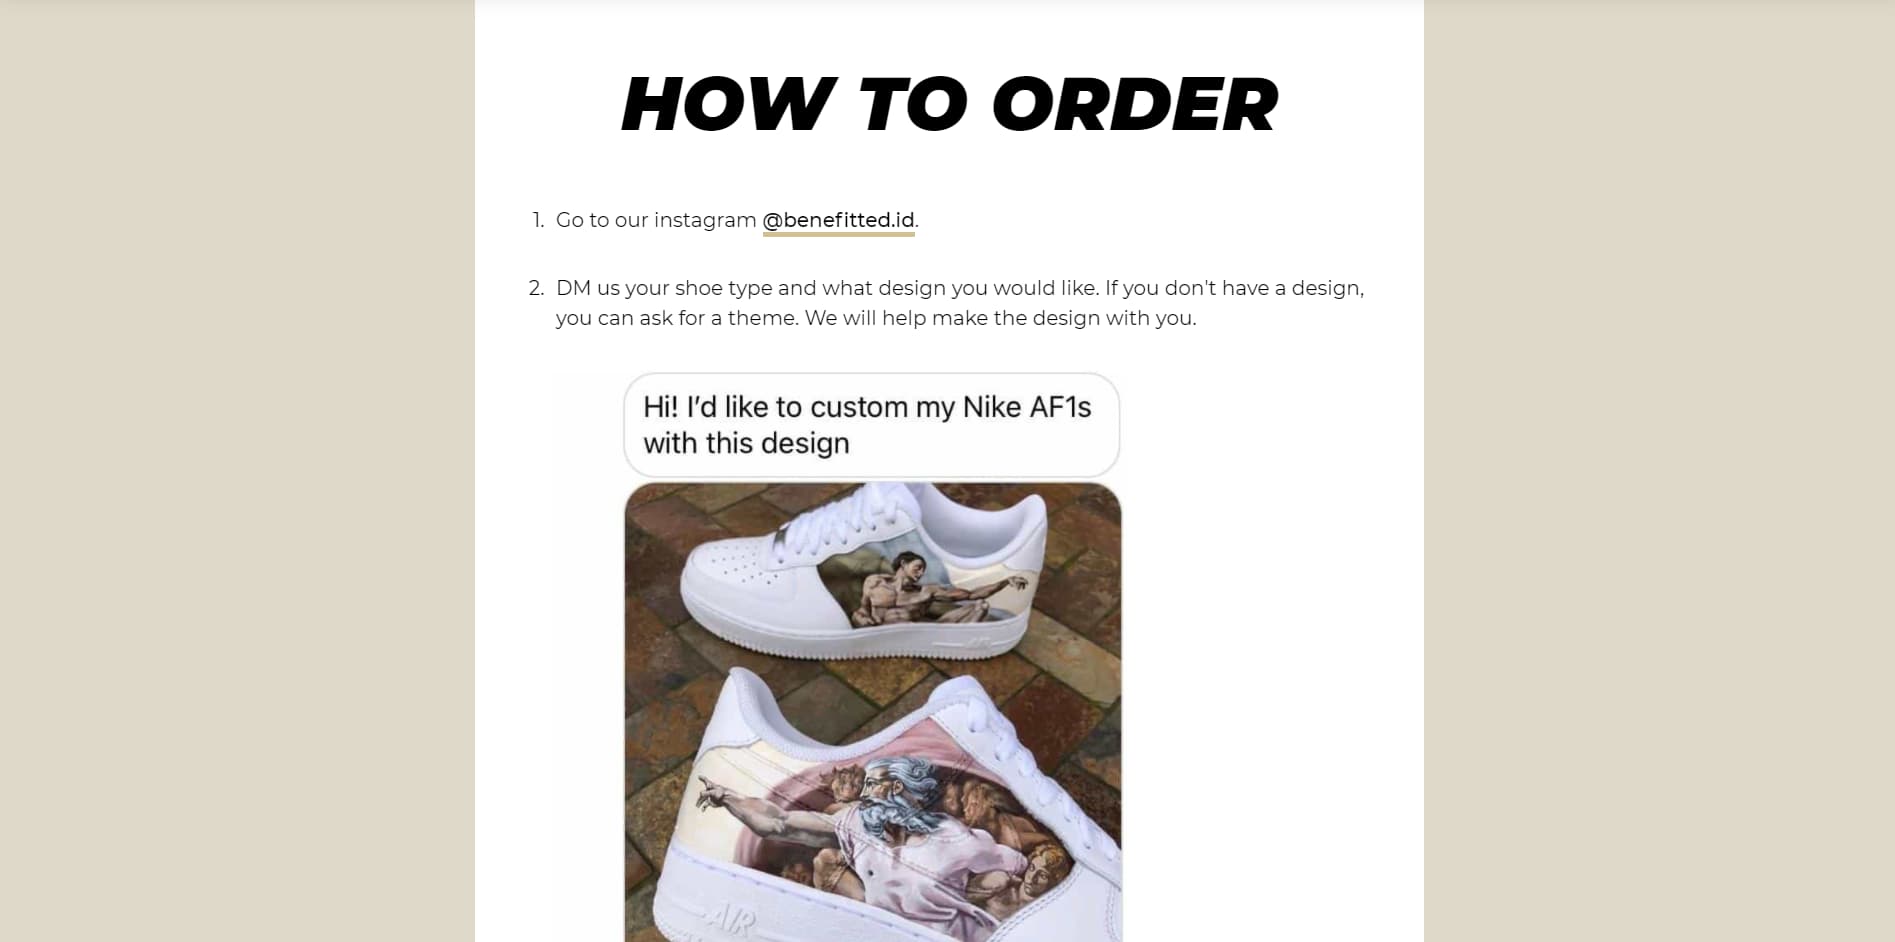 HOW TO ORDER
1. Go to our instagram @benefitted.id.
2. DM us your shoe type and what design you would like. If you don't have a design,
you can ask for a theme. We will help make the design with you.
Hi! I'd like to custom my Nike AF1s
with this design
AIR
AIR